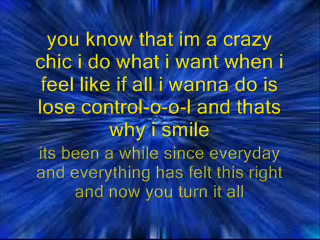 you know that im a crazy
chic i do what i want when i
feel like if all i wanna do is
lose control-o-o-l and thats
why i smile
its been a while since everyday
and everything has felt this right
and now you turn it all